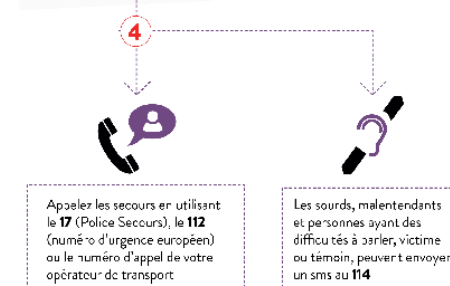 4
Appelez les secours en utilisant
le 17 (Police Secours), le 112
(numéro d'urgence européen)
ou le numéro d'appel de votre
opérateur de transport
Les sourds, malentendants
et personnes ayant des
difficultés à parler, victime
ou témoin, peuvent envoyer
un sms au 114